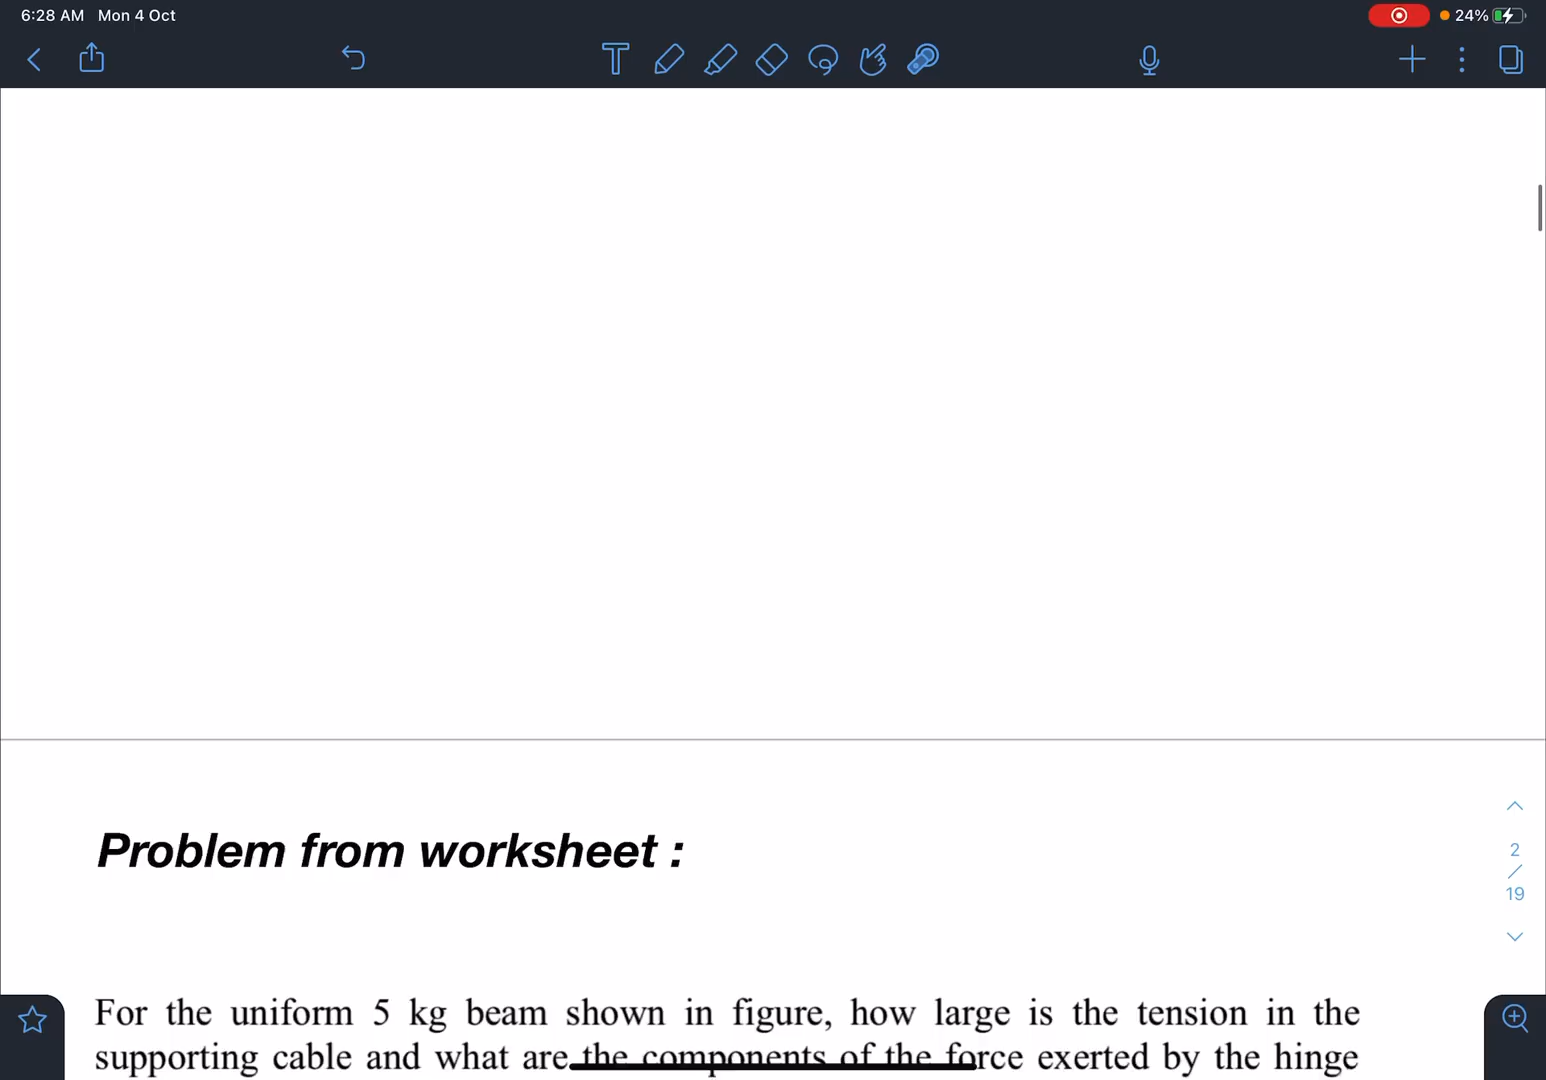 6:28 AM Mon 4 Oct
24%
Problem from worksheet :
2
/
19
For the uniform 5 kg beam shown in figure, how large is the tension in the
supporting cable and what are the components of the force exerted by the hinge